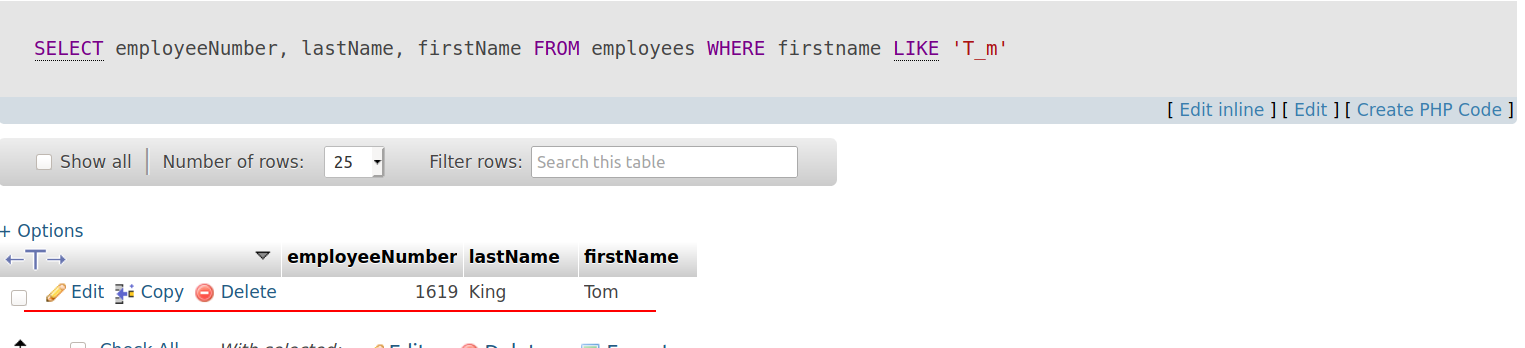 SELECT employeeNumber, lastName, firstName FROM employees WHERE firstname LIKE 'T_m'
[ Edit inline ] [ Edit ] [ Create PHP Code ]
Show all Number of rows: 25 Filter rows: Search this table
+ Options
←T→ employeeNumber lastName firstName
Edit Copy Delete 1619 King Tom
Check All With selected: Edit Delete Export